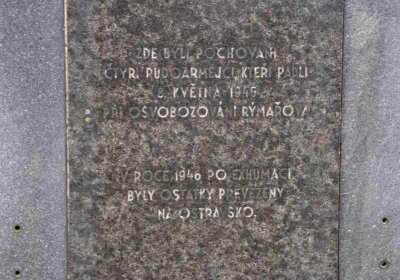 ZDE BYLI POCHOVÁNI
ČTYŘI RUDOARMĚJCI, KTEŘÍ PADLI
KVĚTNA 1945
PŘI OSVOBOZOVÁNÍ RÝMAŘOVA
V ROCE 1946 PO EXHUMACI
BYLY OSTATKY PŘEVEZENY
NA OSTRAVSKO.